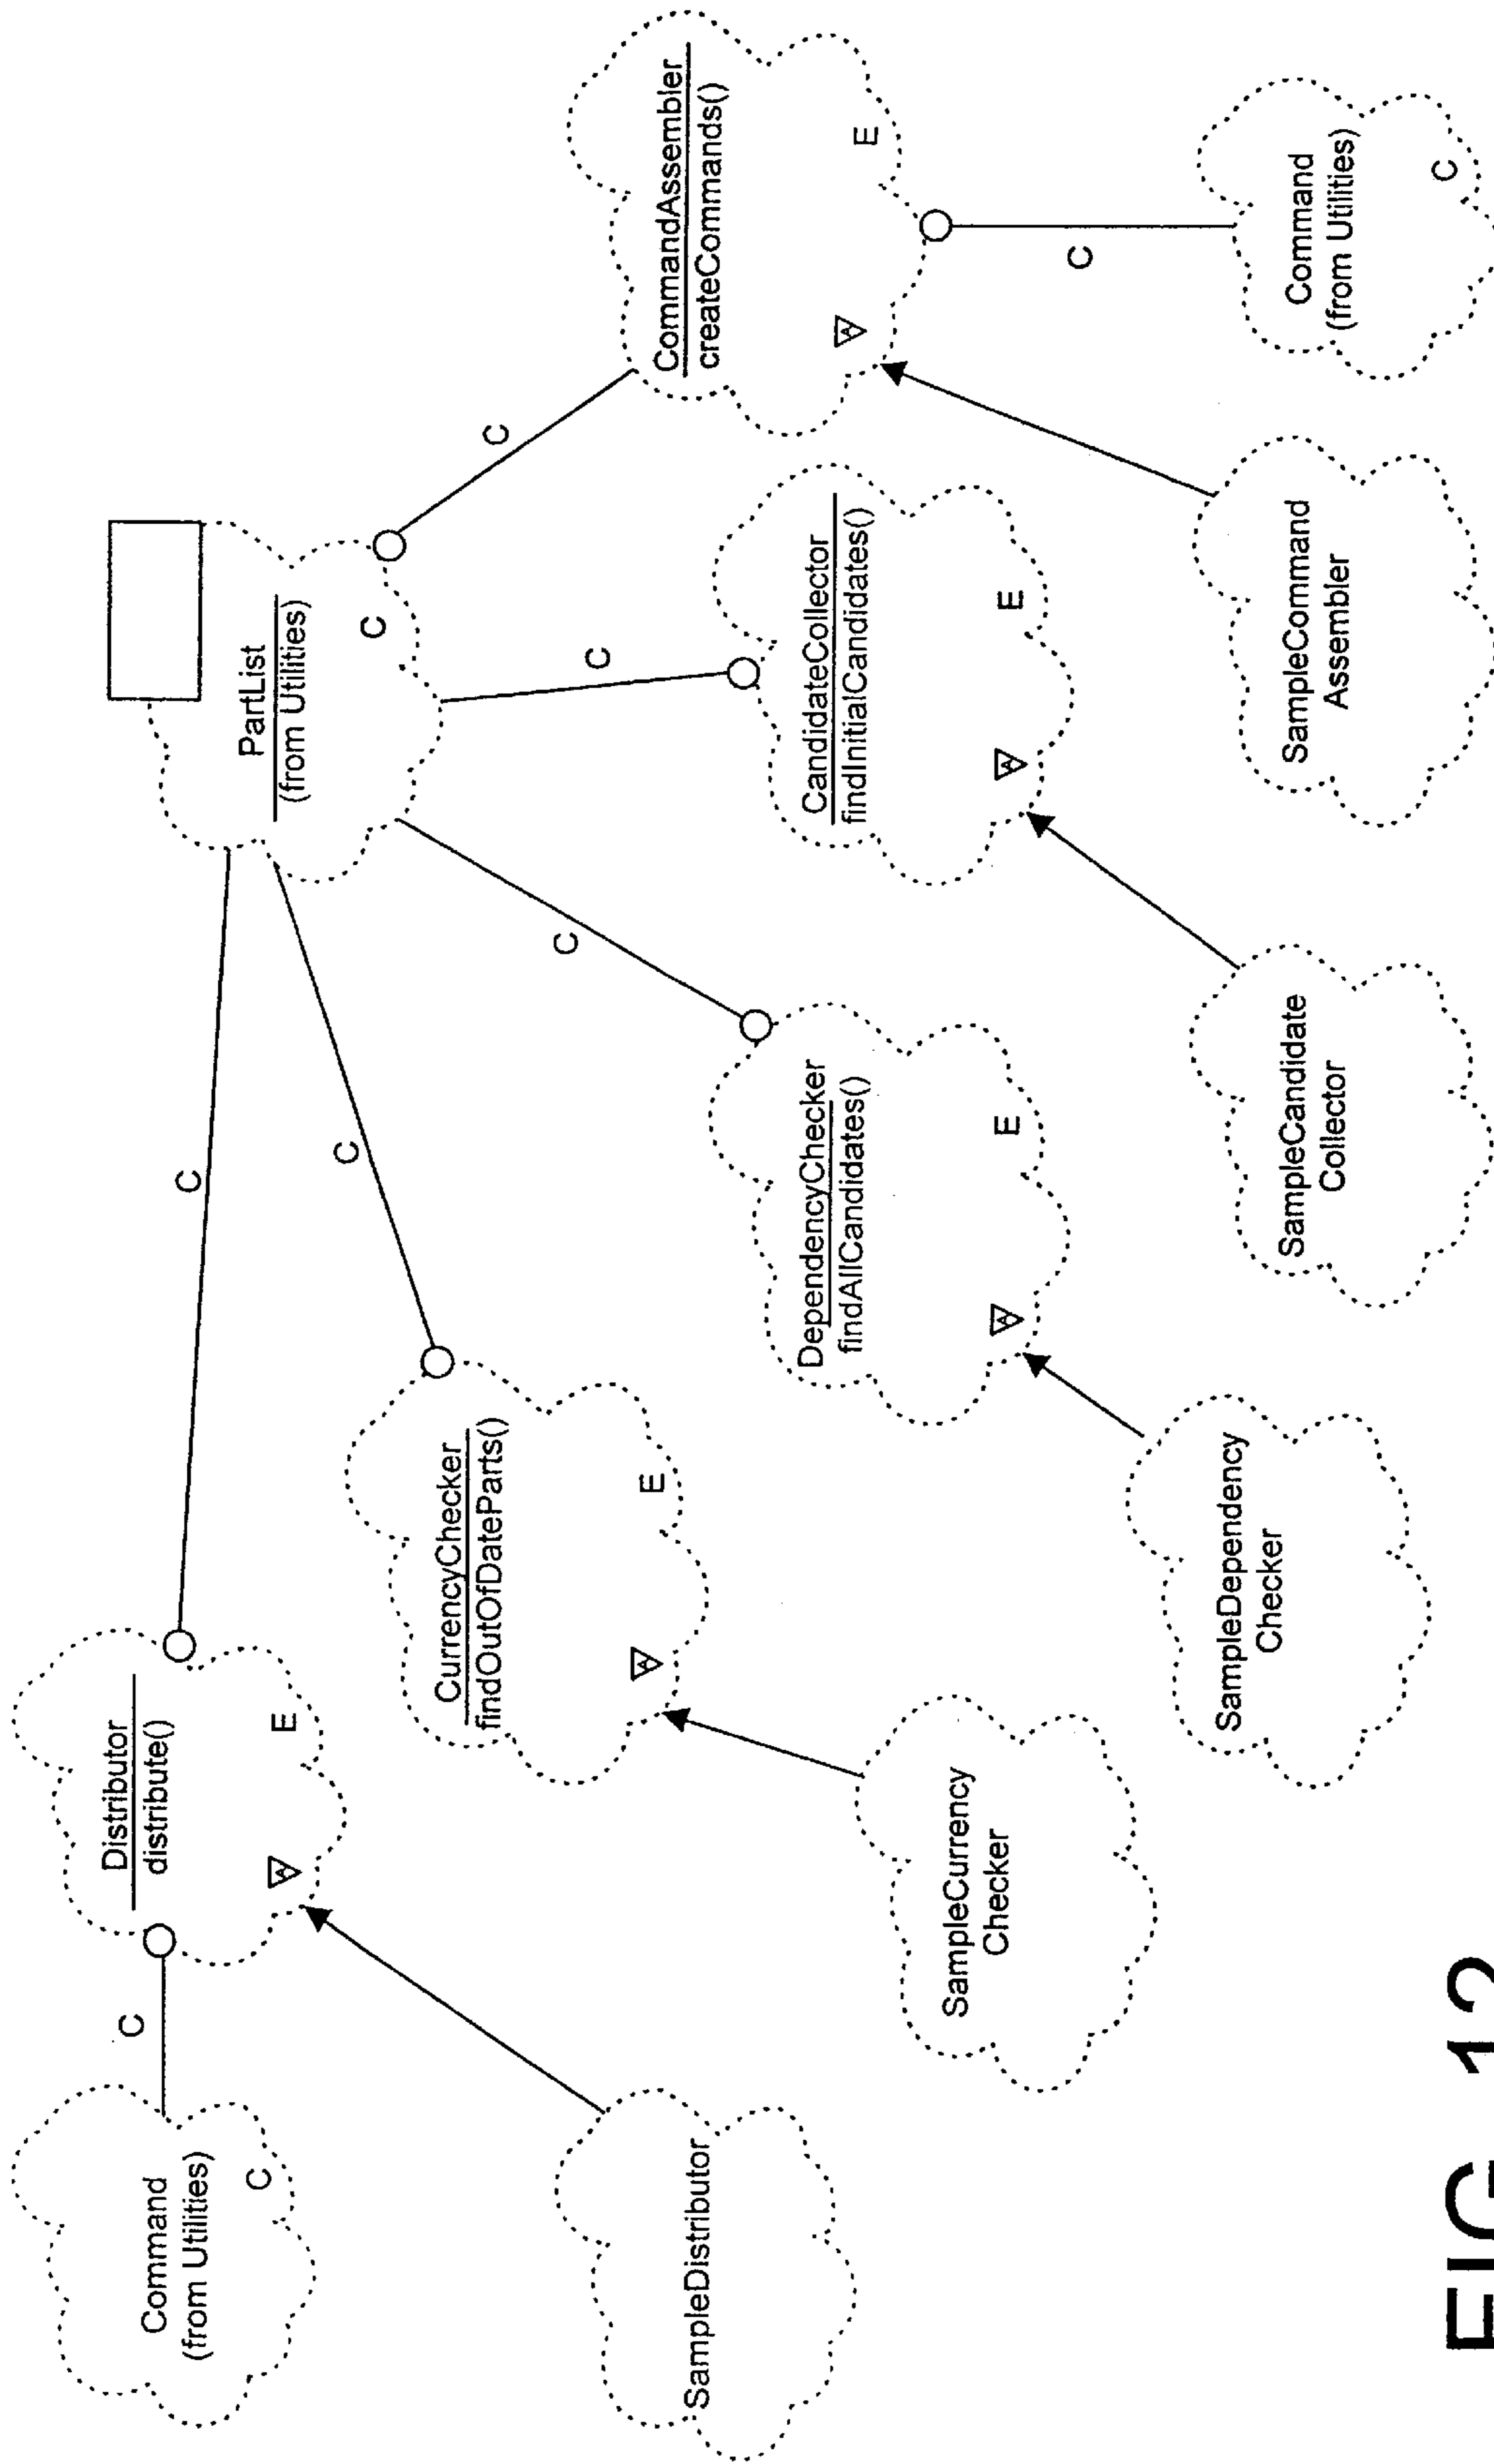 Command
(from Utilities)
C
C
Distributor
distribute()
A
E
C
PartList
(from Utilities)
C
C
CurrencyChecker
findOutOfDateParts()
A
E
C
C
C
DependencyChecker
findAllCandidates()
A
E
CandidateCollector
findInitialCandidates()
A
E
CommandAssembler
createCommands()
A
E
C
SampleDistributor
SampleCurrency
Checker
SampleDependency
Checker
SampleCandidate
Collector
SampleCommand
Assembler
Command
(from Utilities)
C
FIG 12